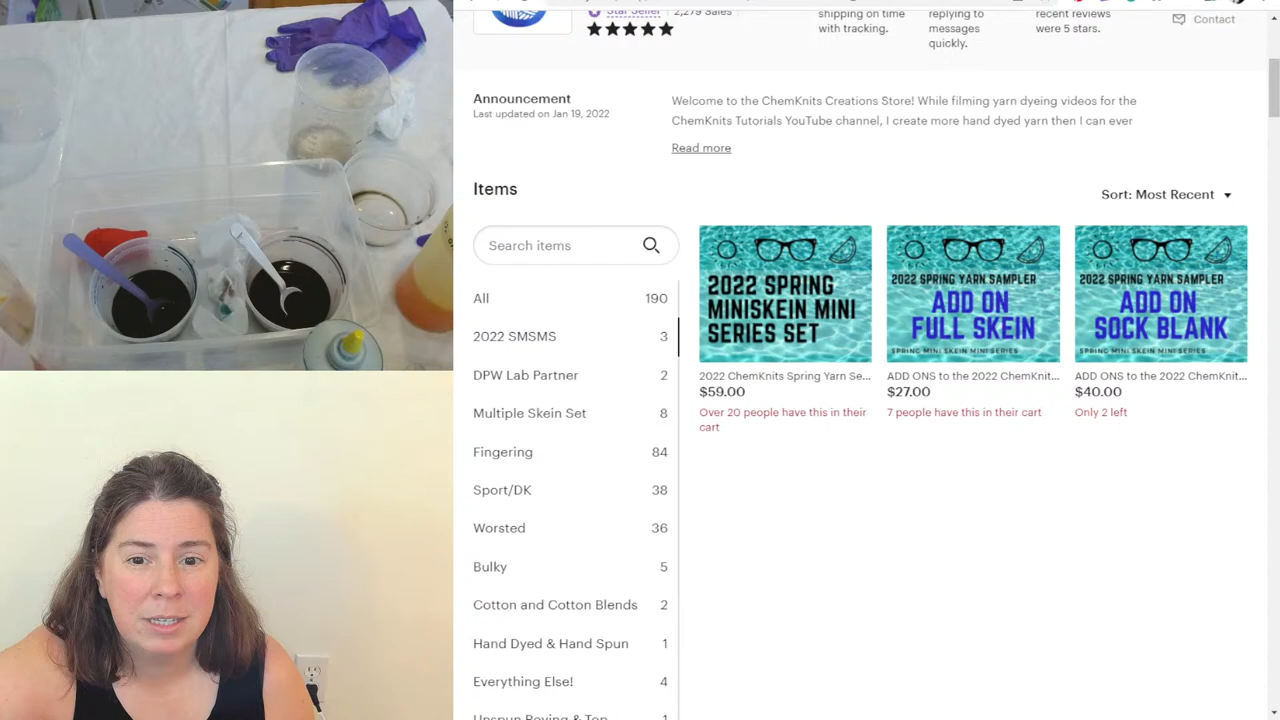 Star Seller
2,279 Sales
shipping on time
with tracking.
replying to
messages
quickly.
recent reviews
were 5 stars.
Contact
Announcement
Last updated on Jan 19, 2022
Welcome to the ChemKnits Creations Store! While filming yarn dyeing videos for the
ChemKnits Tutorials YouTube channel, I create more hand dyed yarn then I can ever
Read more
Items
Sort: Most Recent
Search items
All 190
2022 SMSMS 3
DPW Lab Partner 2
Multiple Skein Set 8
Fingering 84
Sport/DK 38
Worsted 36
Bulky 5
Cotton and Cotton Blends 2
Hand Dyed & Hand Spun 1
Everything Else! 4
Unspun Roving & Top 1
2022 SPRING
MINISKEIN MINI
SERIES SET
2022 ChemKnits Spring Yarn Se...
$59.00
Over 20 people have this in their
cart
2022 SPRING YARN SAMPLER
ADD ON
FULL SKEIN
SPRING MINI SKEIN MINI SERIES
ADD ONS to the 2022 ChemKnit...
$27.00
7 people have this in their cart
2022 SPRING YARN SAMPLER
ADD ON
SOCK BLANK
SPRING MINI SKEIN MINI SERIES
ADD ONS to the 2022 ChemKnit...
$40.00
Only 2 left